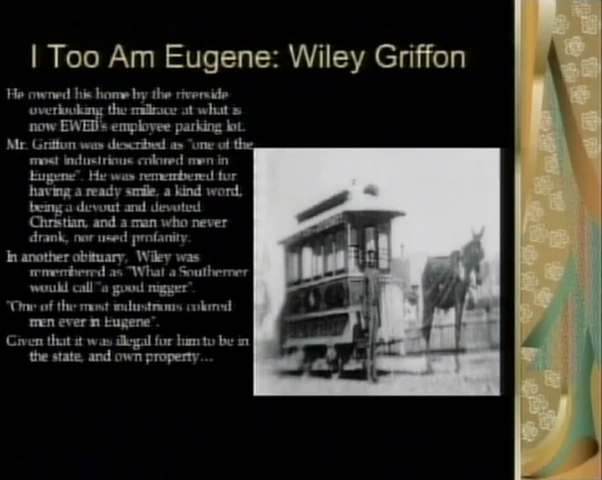 I Too Am Eugene: Wiley Griffon
He owned his home by the riverside
overlooking the millrace at what is
now EWEB's employee parking lot.
Mr. Griffon was described as "one of the
most industrious colored men in
Eugene". He was remembered for
having a ready smile, a kind word,
being a devout and devoted
Christian, and a man who never
drank, nor used profanity.
In another obituary, Wiley was
remembered as "What a Southerner
would call "a good nigger".
"One of the most industrious colored
men ever in Eugene".
Given that it was illegal for him to be in
the state, and own property…